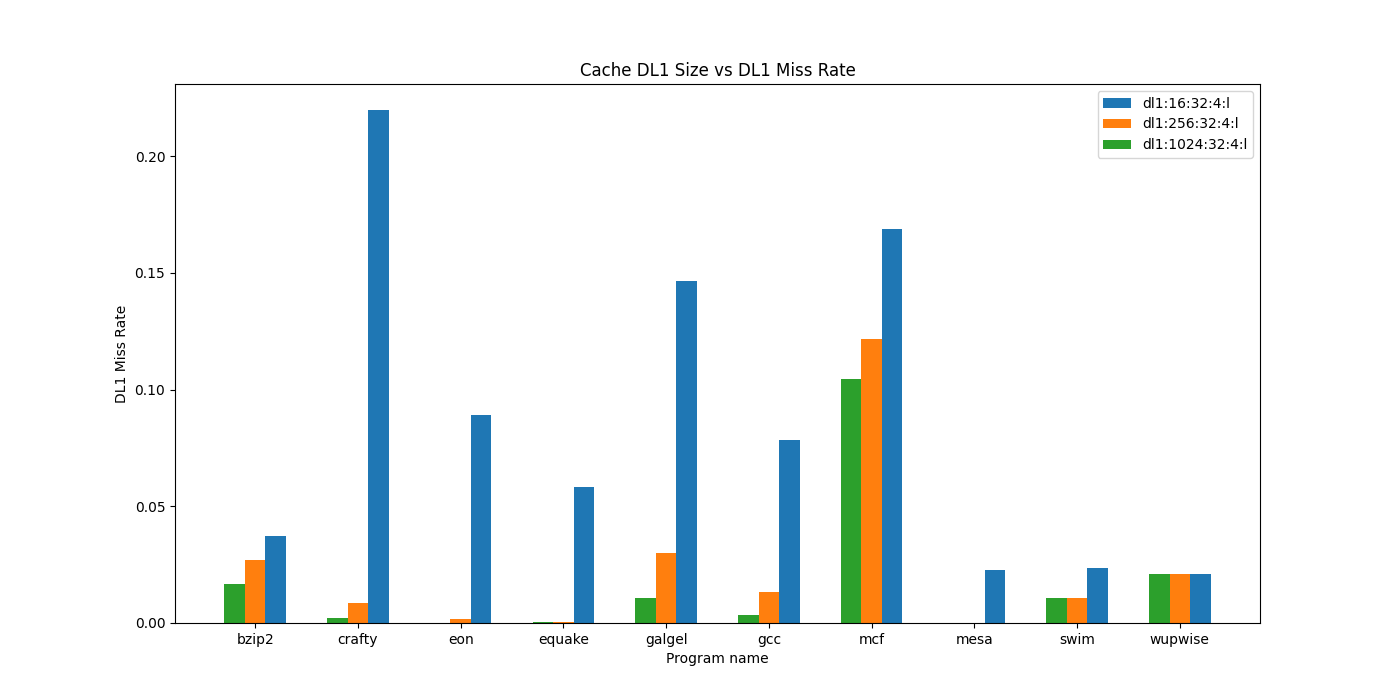 Cache DL1 Size vs DL1 Miss Rate
dl1:16:32:4:l
dl1:256:32:4:l
dl1:1024:32:4:l
0.20
0.15
0.10
0.05
0.00
DL1 Miss Rate
bzip2 crafty eon equake galgel gcc mcf mesa swim wupwise
Program name